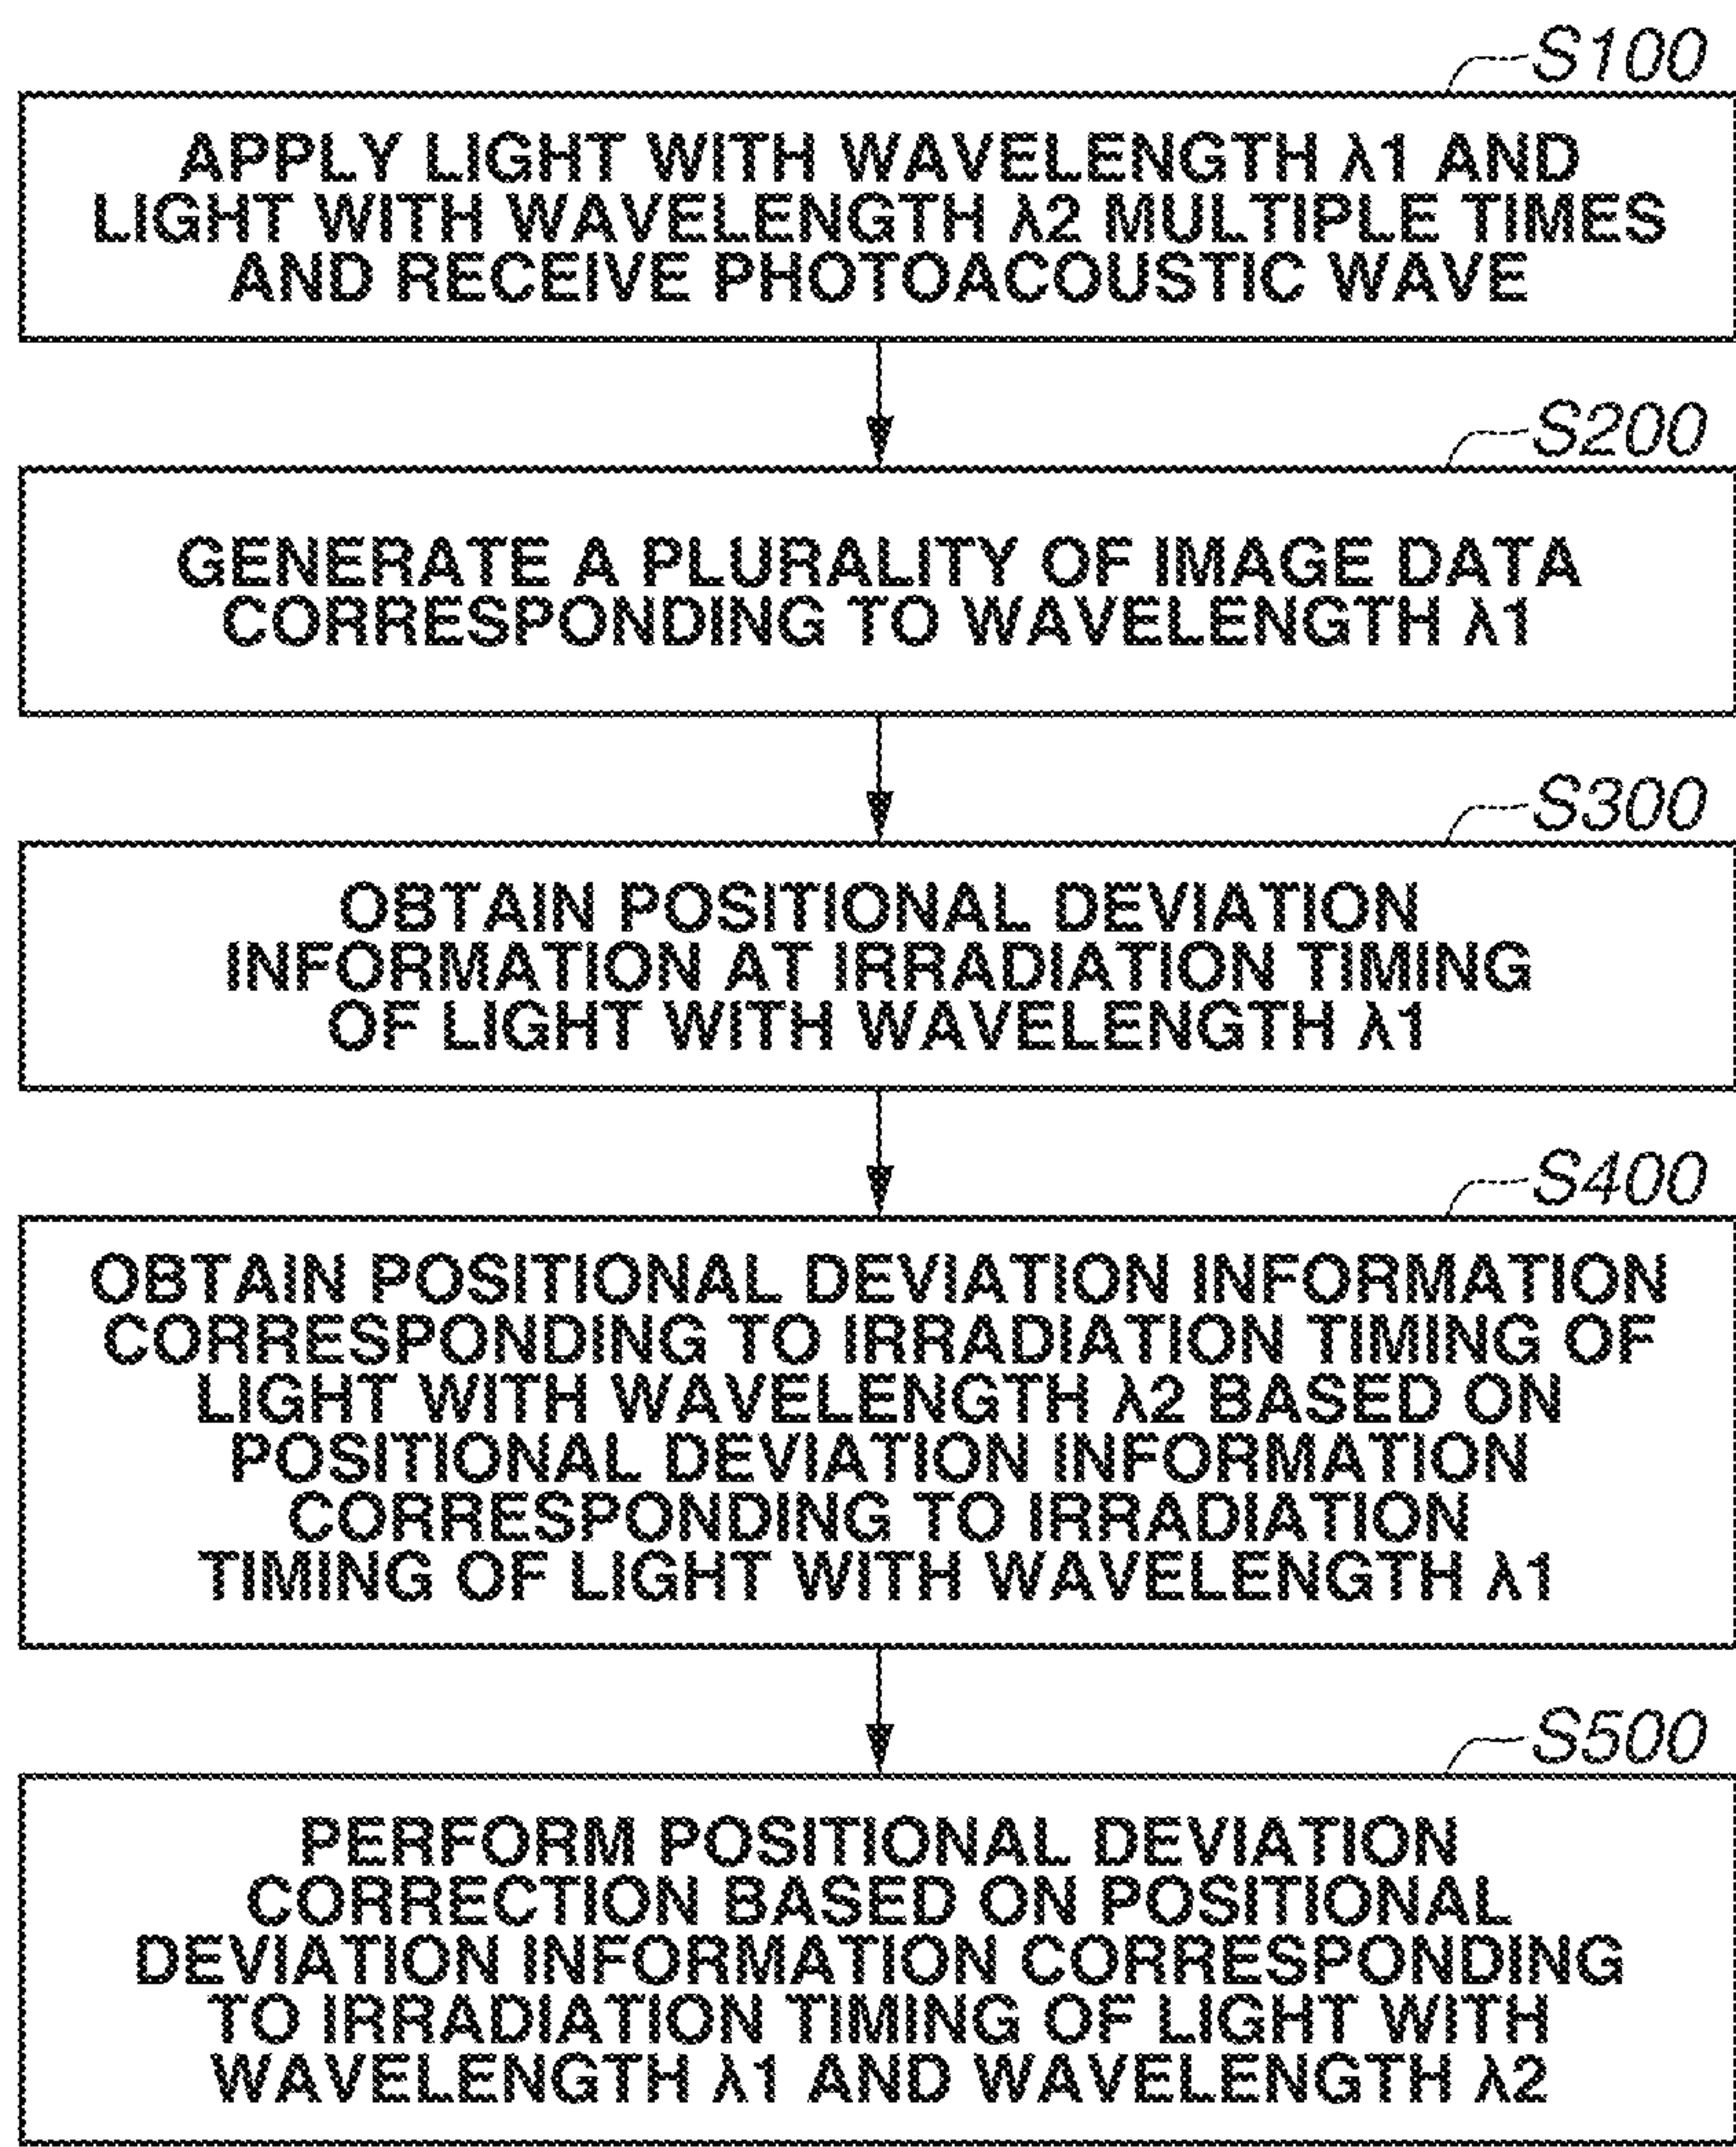 S100
APPLY LIGHT WITH WAVELENGTH λ1 AND
LIGHT WITH WAVELENGTH λ2 MULTIPLE TIMES
AND RECEIVE PHOTOACOUSTIC WAVE
S200
GENERATE A PLURALITY OF IMAGE DATA
CORRESPONDING TO WAVELENGTH λ1
S300
OBTAIN POSITIONAL DEVIATION
INFORMATION AT IRRADIATION TIMING
OF LIGHT WITH WAVELENGTH λ1
S400
OBTAIN POSITIONAL DEVIATION INFORMATION
CORRESPONDING TO IRRADIATION TIMING OF
LIGHT WITH WAVELENGTH λ2 BASED ON
POSITIONAL DEVIATION INFORMATION
CORRESPONDING TO IRRADIATION
TIMING OF LIGHT WITH WAVELENGTH λ1
S500
PERFORM POSITIONAL DEVIATION
CORRECTION BASED ON POSITIONAL
DEVIATION INFORMATION CORRESPONDING
TO IRRADIATION TIMING OF LIGHT WITH
WAVELENGTH λ1 AND WAVELENGTH λ2